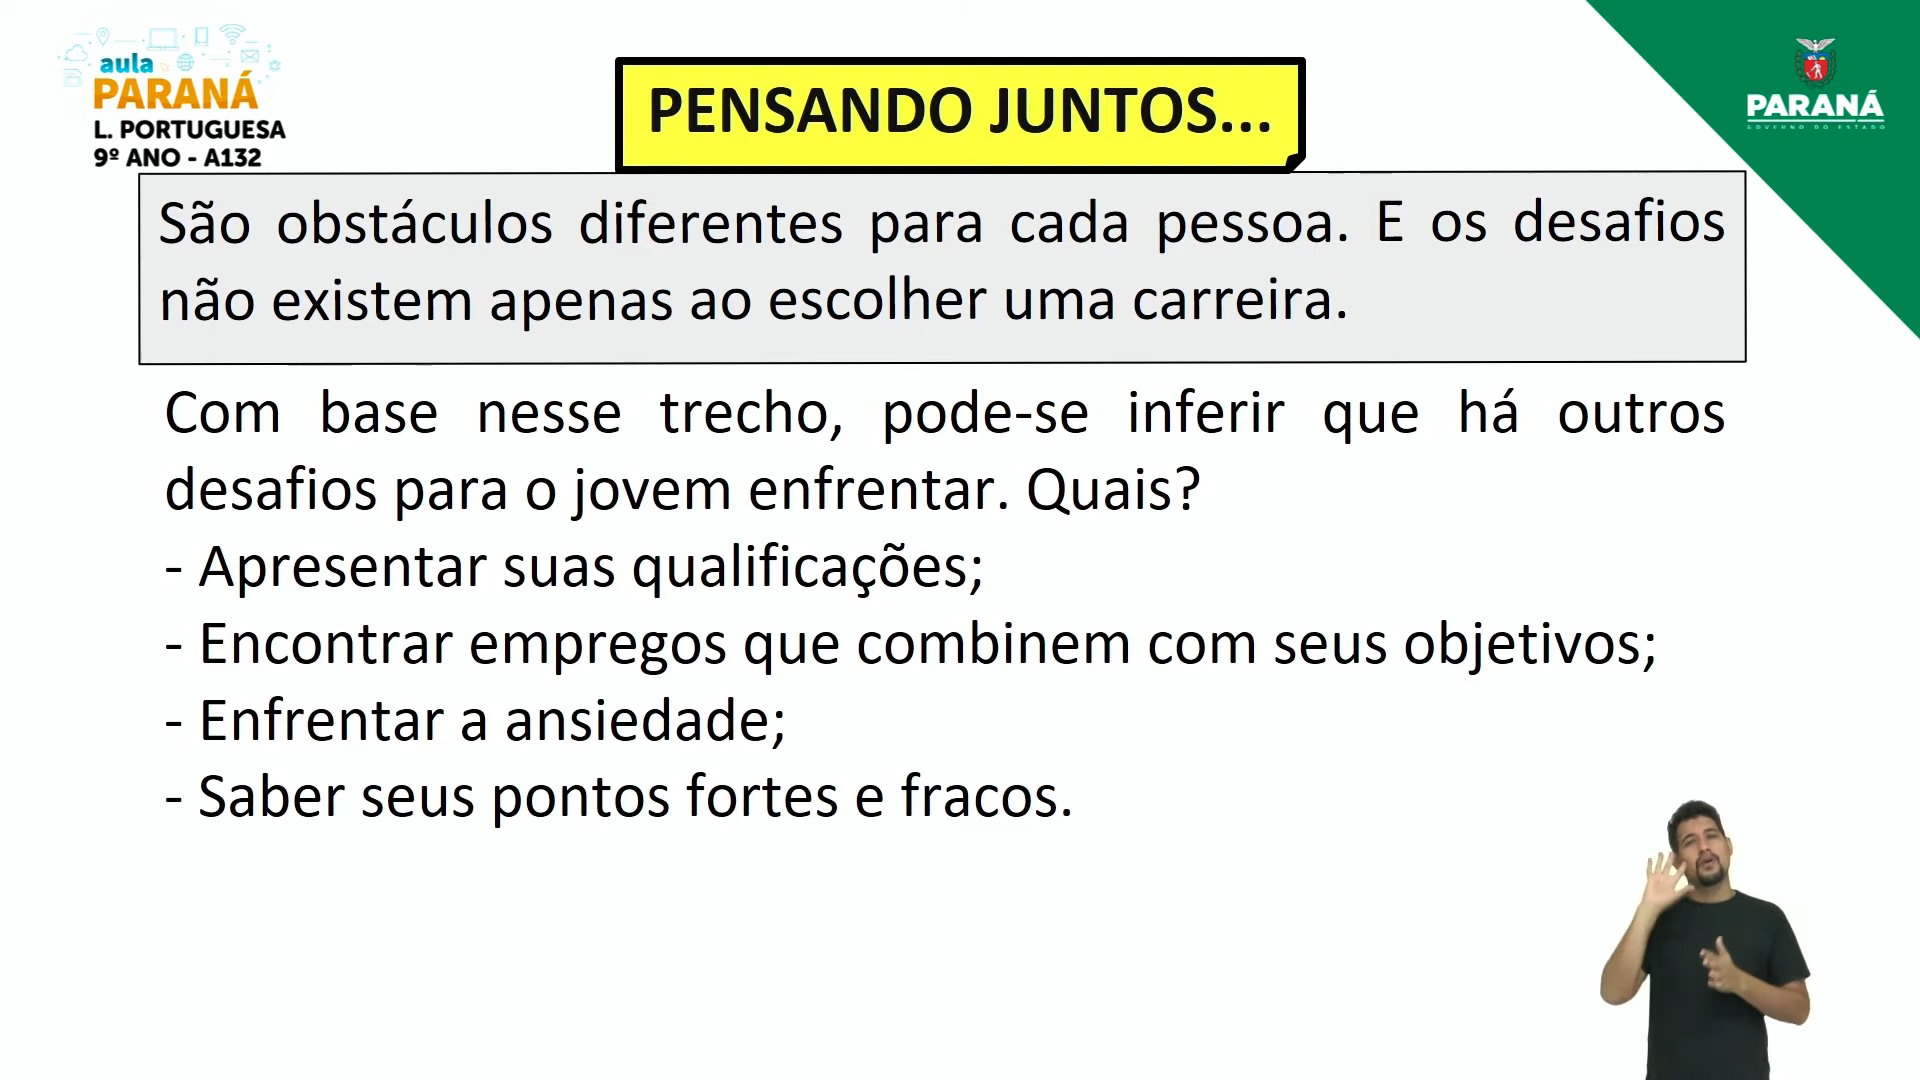 aula
PARANÁ
L. PORTUGUESA
9º ANO - A132
PENSANDO JUNTOS...
PARANÁ
GOVERNO DO ESTADO
São obstáculos diferentes para cada pessoa. E os desafios
não existem apenas ao escolher uma carreira.
Com base nesse trecho, pode-se inferir que há outros
desafios para o jovem enfrentar. Quais?
- Apresentar suas qualificações;
- Encontrar empregos que combinem com seus objetivos;
- Enfrentar a ansiedade;
- Saber seus pontos fortes e fracos.